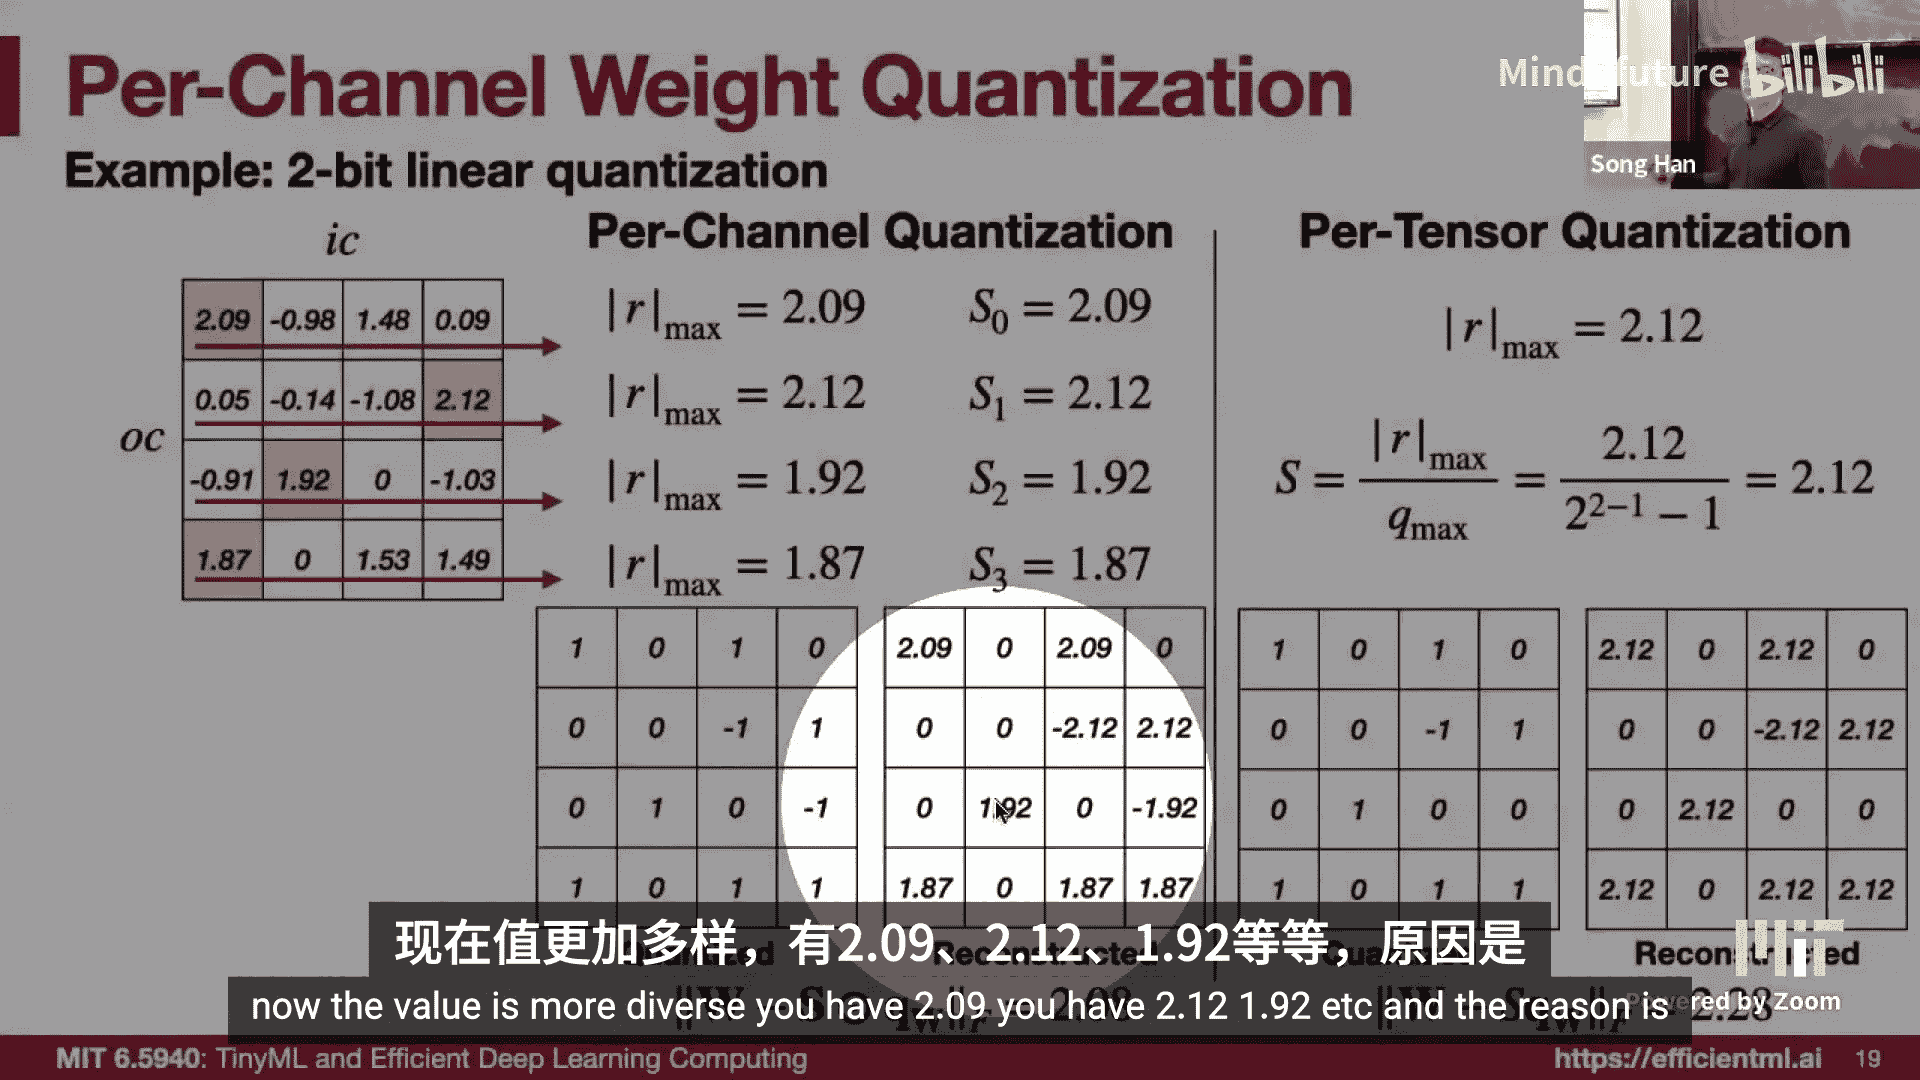 Per-Channel Weight Quantization
Mind
future
bilibili
Song Han
Example: 2-bit linear quantization
ic
Per-Channel Quantization
Per-Tensor Quantization
oc
2.09 -0.98 1.48 0.09
0.05 -0.14 -1.08 2.12
-0.91 1.92 0 -1.03
1.87 0 1.53 1.49
|r|max = 2.09 S0 = 2.09
|r|max = 2.12 S1 = 2.12
|r|max = 1.92 S2 = 1.92
|r|max = 1.87 S3 = 1.87
|r|max = 2.12
S = |r|max / qmax = 2.12 / 2^(2−1) − 1 = 2.12
1 0 1 0
0 0 -1 1
0 1 0 -1
1 0 1 1
2.09 0 2.09 0
0 0 -2.12 2.12
0 1.92 0 -1.92
1.87 0 1.87 1.87
1 0 1 0
0 0 -1 1
0 1 0 0
1 0 1 1
2.12 0 2.12 0
0 0 -2.12 2.12
0 2.12 0 0
2.12 0 2.12 2.12
Reconstructed
现在值更加多样，有2.09、2.12、1.92等等，原因是
now the value is more diverse you have 2.09 you have 2.12 1.92 etc and the reason is
Powered by Zoom
MIT 6.5940: TinyML and Efficient Deep Learning Computing
https://efficientml.ai
19